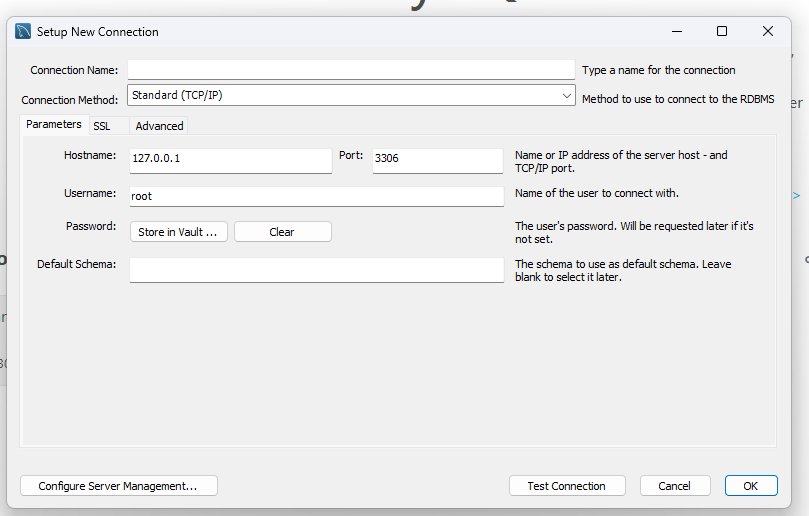 Setup New Connection
Connection Name:
Type a name for the connection
Connection Method: Standard (TCP/IP)
Method to use to connect to the RDBMS
Parameters SSL Advanced
Hostname: 127.0.0.1 Port: 3306
Name or IP address of the server host - and
TCP/IP port.
Username: root
Name of the user to connect with.
Password: Store in Vault ... Clear
The user's password. Will be requested later if it's
not set.
Default Schema:
The schema to use as default schema. Leave
blank to select it later.
Configure Server Management... Test Connection Cancel OK